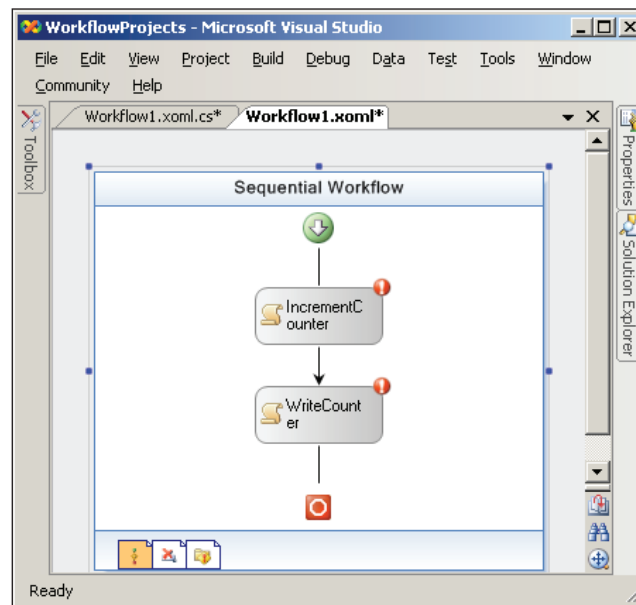 WorkflowProjects - Microsoft Visual Studio
File Edit View Project Build Debug Data Test Tools Window
Community Help
Workflow1.xoml.cs* Workflow1.xoml*
Toolbox
Properties
Solution Explorer
Sequential Workflow
IncrementC
ounter
WriteCount
er
Ready